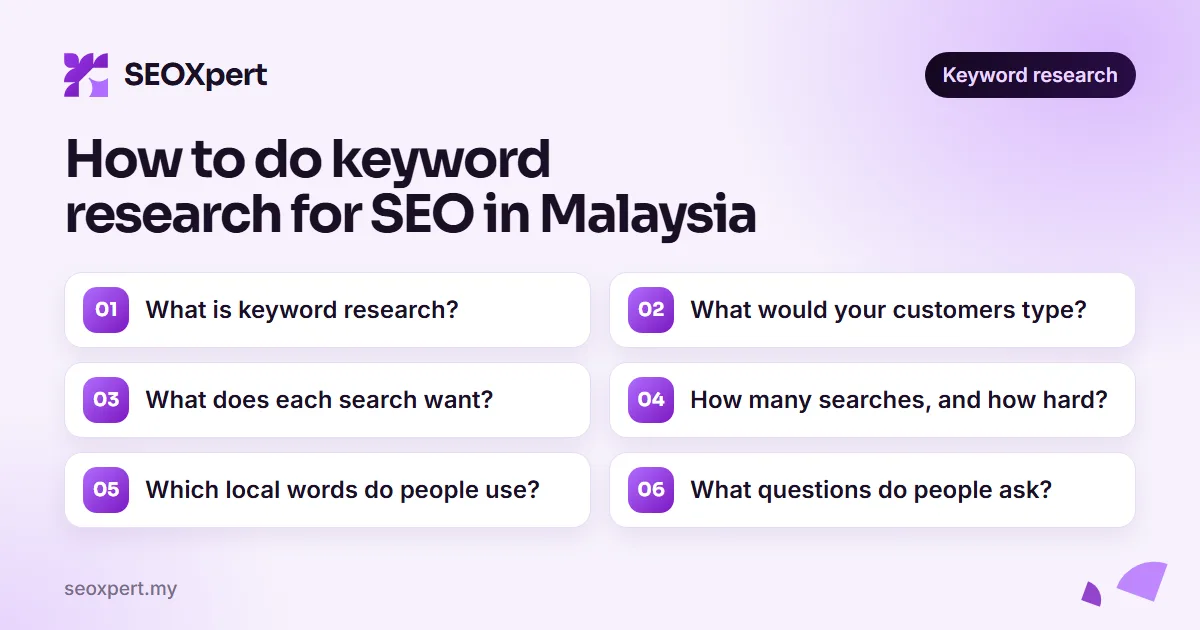 SEOXpert
Keyword research
How to do keyword
research for SEO in Malaysia
01 What is keyword research?
02 What would your customers type?
03 What does each search want?
04 How many searches, and how hard?
05 Which local words do people use?
06 What questions do people ask?
seoxpert.my